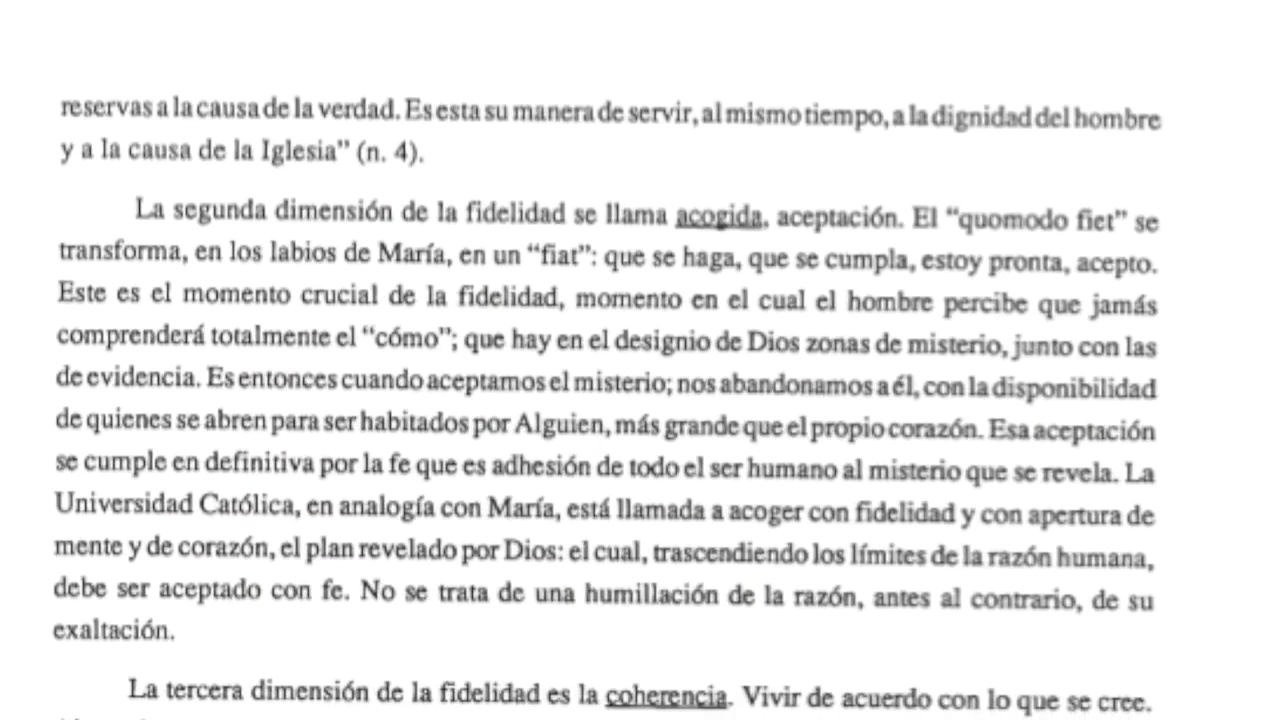 reservas a la causa de la verdad. Es esta su manera de servir, al mismo tiempo, a la dignidad del hombre
y a la causa de la Iglesia” (n. 4).
La segunda dimensión de la fidelidad se llama acogida, aceptación. El “quomodo fiet” se
transforma, en los labios de María, en un “fiat”: que se haga, que se cumpla, estoy pronta, acepto.
Este es el momento crucial de la fidelidad, momento en el cual el hombre percibe que jamás
comprenderá totalmente el “cómo”; que hay en el designio de Dios zonas de misterio, junto con las
de evidencia. Es entonces cuando aceptamos el misterio; nos abandonamos a él, con la disponibilidad
de quienes se abren para ser habitados por Alguien, más grande que el propio corazón. Esa aceptación
se cumple en definitiva por la fe que es adhesión de todo el ser humano al misterio que se revela. La
Universidad Católica, en analogía con María, está llamada a acoger con fidelidad y con apertura de
mente y de corazón, el plan revelado por Dios: el cual, trascendiendo los límites de la razón humana,
debe ser aceptado con fe. No se trata de una humillación de la razón, antes al contrario, de su
exaltación.
La tercera dimensión de la fidelidad es la coherencia. Vivir de acuerdo con lo que se cree.